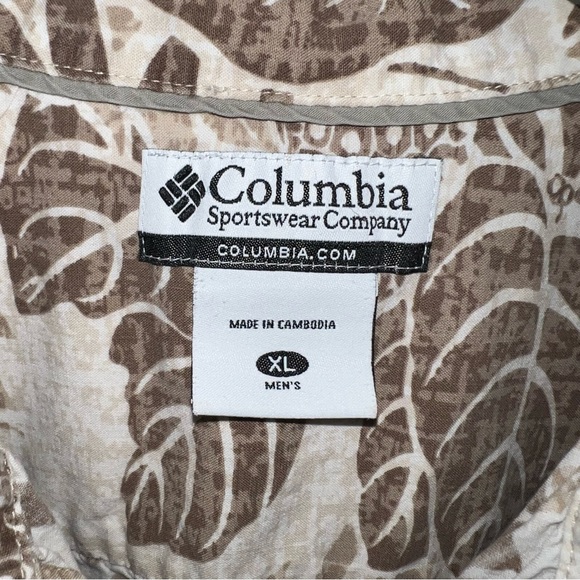 Columbia
Sportswear Company
COLUMBIA.COM
MADE IN CAMBODIA
XL
MEN'S